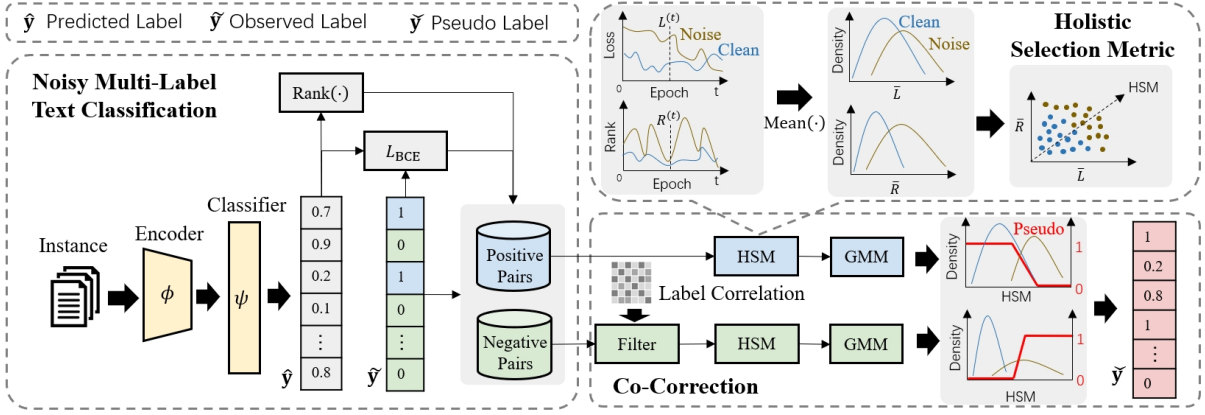 ŷ Predicted Label ỹ Observed Label y̌ Pseudo Label
Noisy Multi-Label
Text Classification
Rank(·)
L_BCE
Classifier
Encoder
Instance
ϕ
ψ
0.7
0.9
0.2
0.1
⋮
0.8
ŷ
1
0
1
0
⋮
0
ỹ
Positive
Pairs
Negative
Pairs
Loss
L^(t)
Noise
Clean
0
Epoch
t
Rank
R^(t)
0
Epoch
t
Mean(·)
Density
Clean
Noise
L̄
Density
R̄
Holistic
Selection Metric
HSM
R̄
L̄
HSM
GMM
Label Correlation
Filter
HSM
GMM
Co-Correction
Density
Pseudo
1
0
HSM
Density
1
0
HSM
1
0.2
0.8
1
⋮
0
y̌